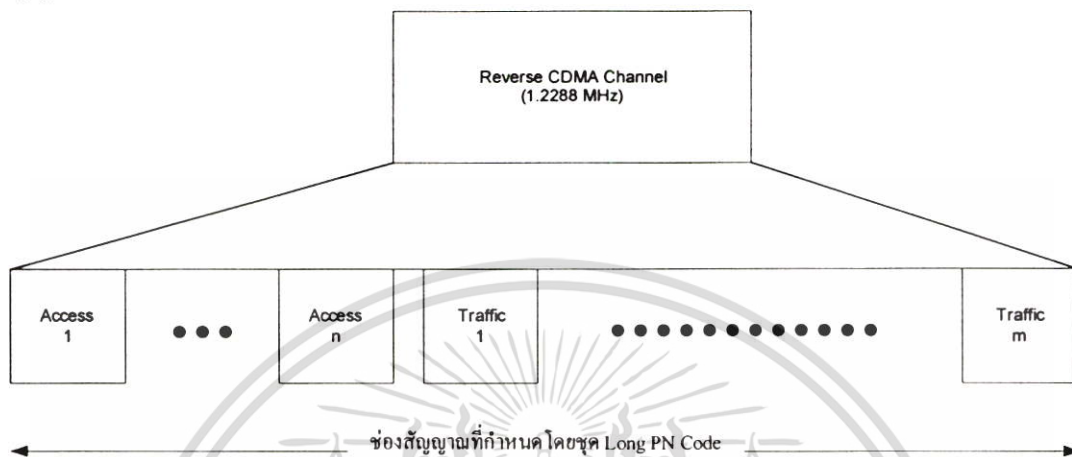 Reverse CDMA Channel
(1.2288 MHz)
Access
1
Access
n
Traffic
1
Traffic
m
ช่องสัญญาณที่กำหนดโดยชุด Long PN Code